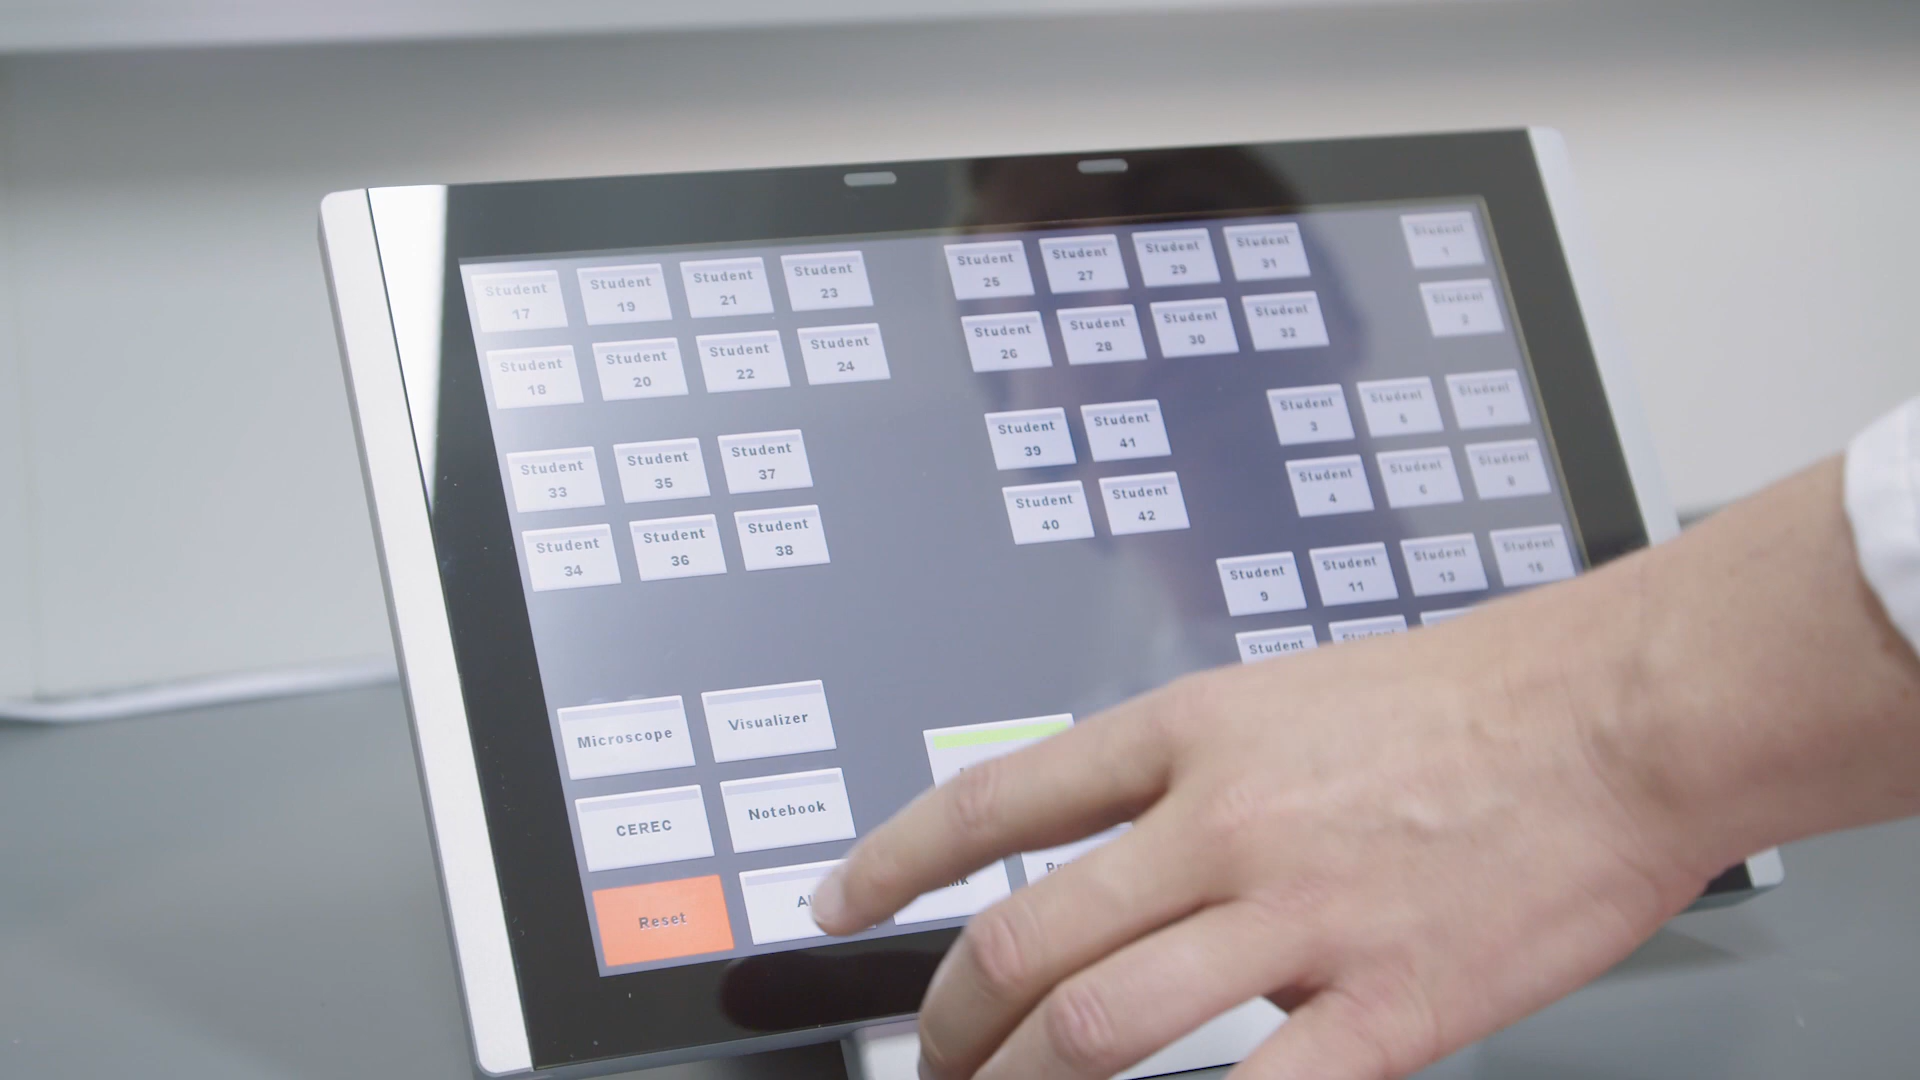 Student 17
Student 19
Student 21
Student 23
Student 25
Student 27
Student 29
Student 31
Student 1
Student 18
Student 20
Student 22
Student 24
Student 26
Student 28
Student 30
Student 32
Student 2
Student 33
Student 35
Student 37
Student 39
Student 41
Student 3
Student 5
Student 7
Student 34
Student 36
Student 38
Student 40
Student 42
Student 4
Student 6
Student 8
Student 9
Student 11
Student 13
Student 15
Student
Student
Microscope
Visualizer
CEREC
Notebook
Reset